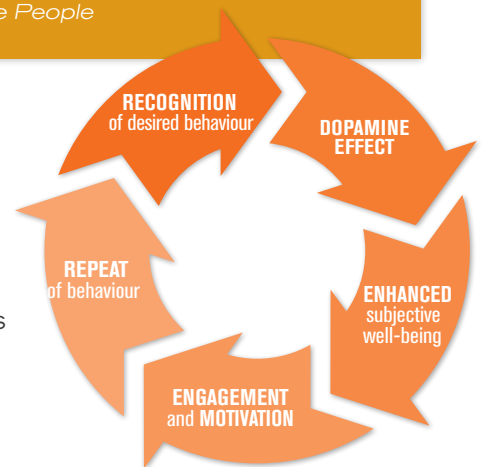 e People
RECOGNITION
of desired behaviour
DOPAMINE
EFFECT
ENHANCED
subjective
well-being
ENGAGEMENT
and MOTIVATION
REPEAT
of behaviour
s